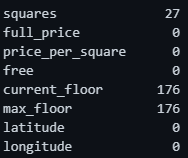 squares 27
full_price 0
price_per_square 0
free 0
current_floor 176
max_floor 176
latitude 0
longitude 0